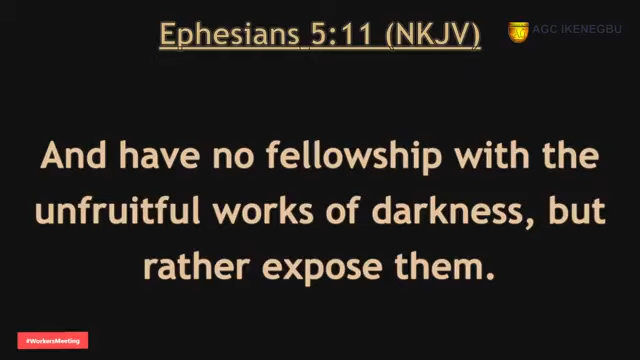 Ephesians 5:11 (NKJV)
AGC IKENEGBU
And have no fellowship with the
unfruitful works of darkness, but
rather expose them.
#WorkersMeeting